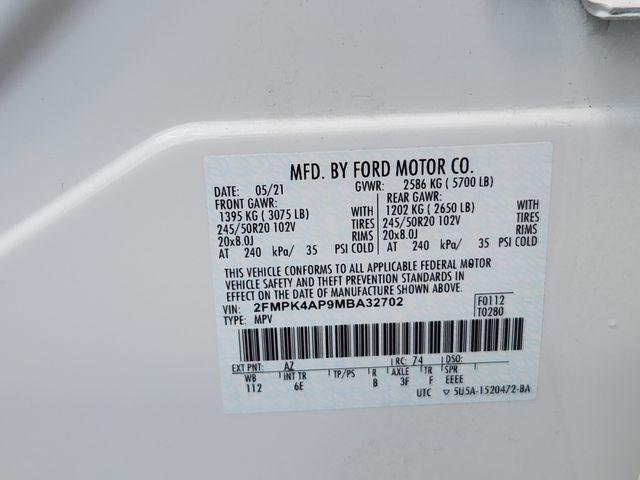 MFD. BY FORD MOTOR CO.
DATE: 05/21 GVWR: 2586 KG ( 5700 LB)
FRONT GAWR: REAR GAWR:
1395 KG ( 3075 LB) WITH 1202 KG ( 2650 LB) WITH
245/50R20 102V TIRES 245/50R20 102V TIRES
20x8.0J RIMS 20x8.0J RIMS
AT 240 kPa/ 35 PSI COLD AT 240 kPa/ 35 PSI COLD
THIS VEHICLE CONFORMS TO ALL APPLICABLE FEDERAL MOTOR
VEHICLE SAFETY AND THEFT PREVENTION STANDARDS IN
EFFECT ON THE DATE OF MANUFACTURE SHOWN ABOVE.
VIN: 2FMPK4AP9MBA32702 F0112
TYPE: MPV T0280
EXT PNT: AZ RC: 74 DSO:
WB INT TR TP/PS R AXLE TR SPR
112 6E B 3F F EEEE
UTC ▽ 5U5A-1520472-BA